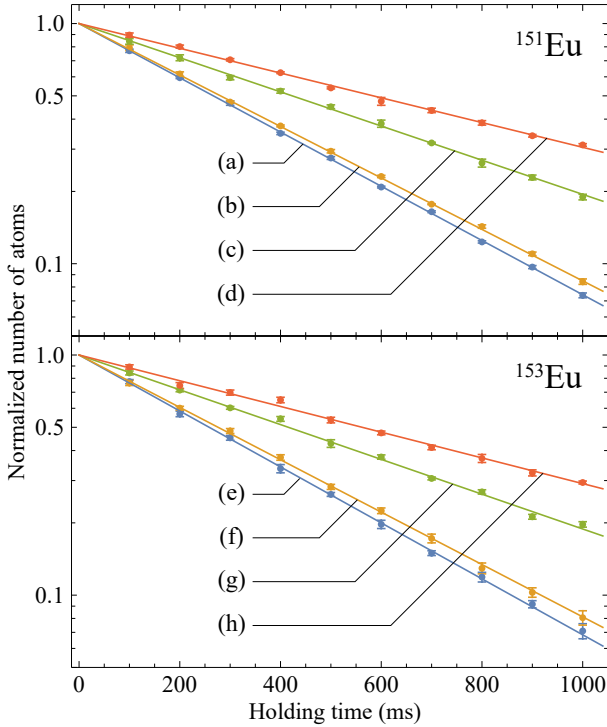 1.0
¹⁵¹Eu
0.5
(a)
(b)
(c)
(d)
0.1
1.0
¹⁵³Eu
0.5
(e)
(f)
(g)
(h)
0.1
0 200 400 600 800 1000
Holding time (ms)
Normalized number of atoms